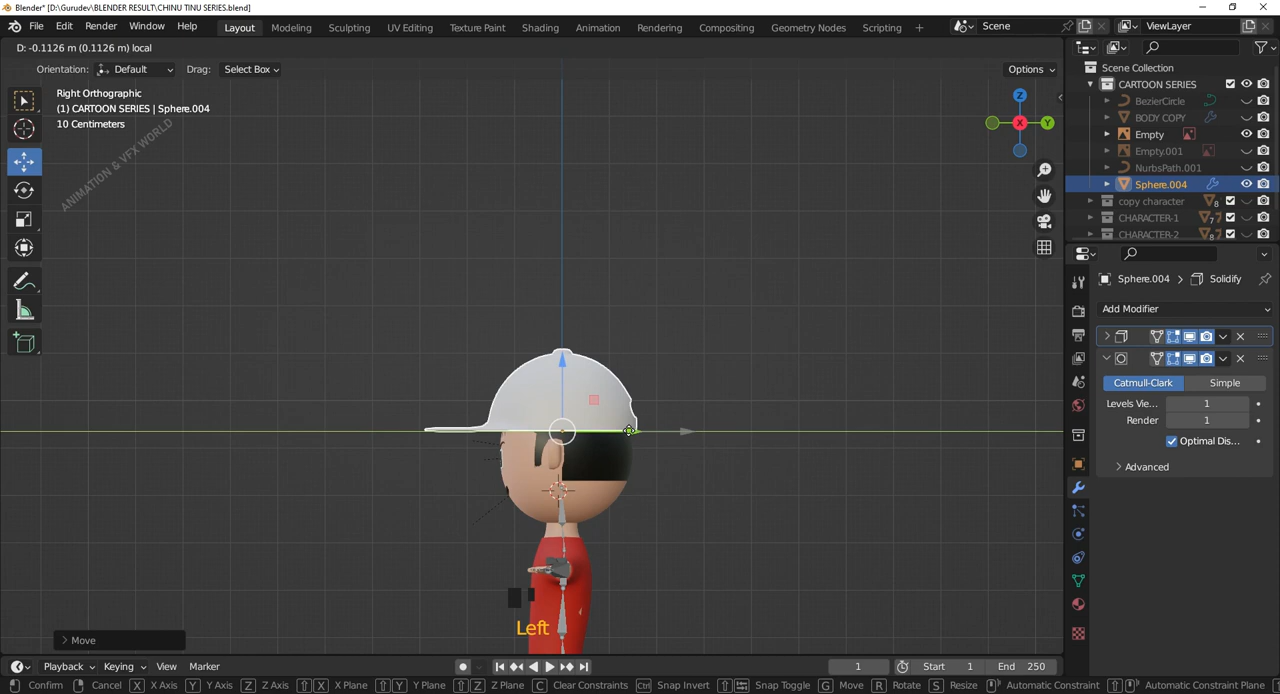 Blender* [D:\Gurudev\BLENDER RESULT\CHINU TINU SERIES.blend]
File Edit Render Window Help Layout Modeling Sculpting UV Editing Texture Paint Shading Animation Rendering Compositing Geometry Nodes Scripting + Scene ViewLayer
D: -0.1126 m (0.1126 m) local
Orientation: Default Drag: Select Box Options
Right Orthographic
(1) CARTOON SERIES | Sphere.004
10 Centimeters
ANIMATION & VFX WORLD
Z
X
Y
Scene Collection
CARTOON SERIES
BezierCircle
BODY COPY
Empty
Empty.001
NurbsPath.001
Sphere.004
copy character 8
CHARACTER-1 7
CHARACTER-2 8
Sphere.004 > Solidify
Add Modifier
Catmull-Clark Simple
Levels Vie... 1
Render 1
Optimal Dis...
Advanced
Left
Move
Playback Keying View Marker 1 Start 1 End 250
Confirm Cancel X X Axis Y Y Axis Z Z Axis X X Plane Y Y Plane Z Z Plane C Clear Constraints Ctrl Snap Invert Snap Toggle G Move R Rotate S Resize Automatic Constraint Automatic Constraint Plane